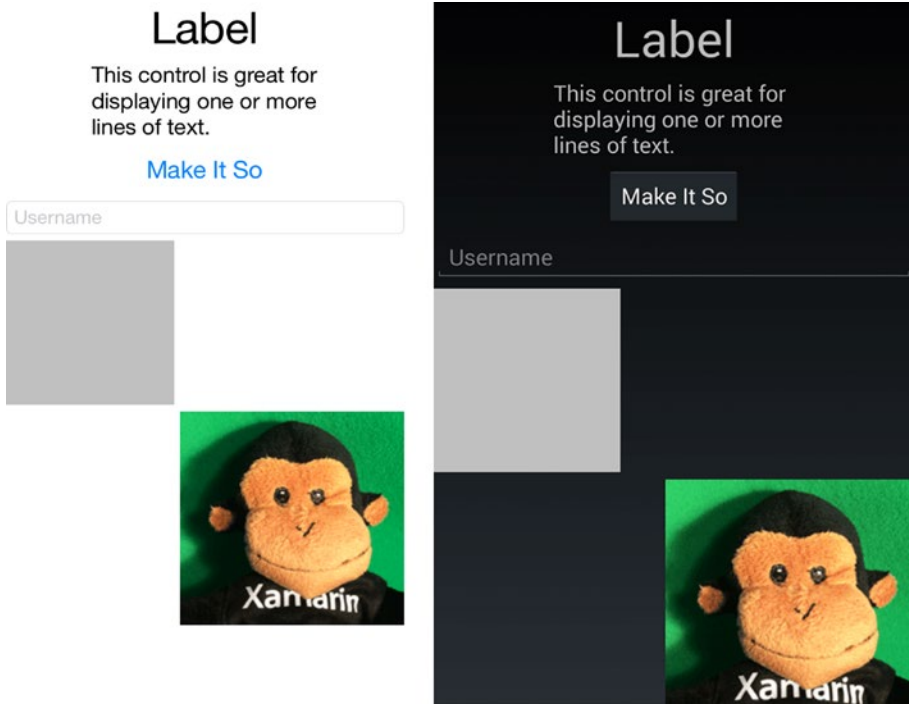 Label
This control is great for
displaying one or more
lines of text.
Make It So
Username
Xamarin
Label
This control is great for
displaying one or more
lines of text.
Make It So
Username
Xamarin